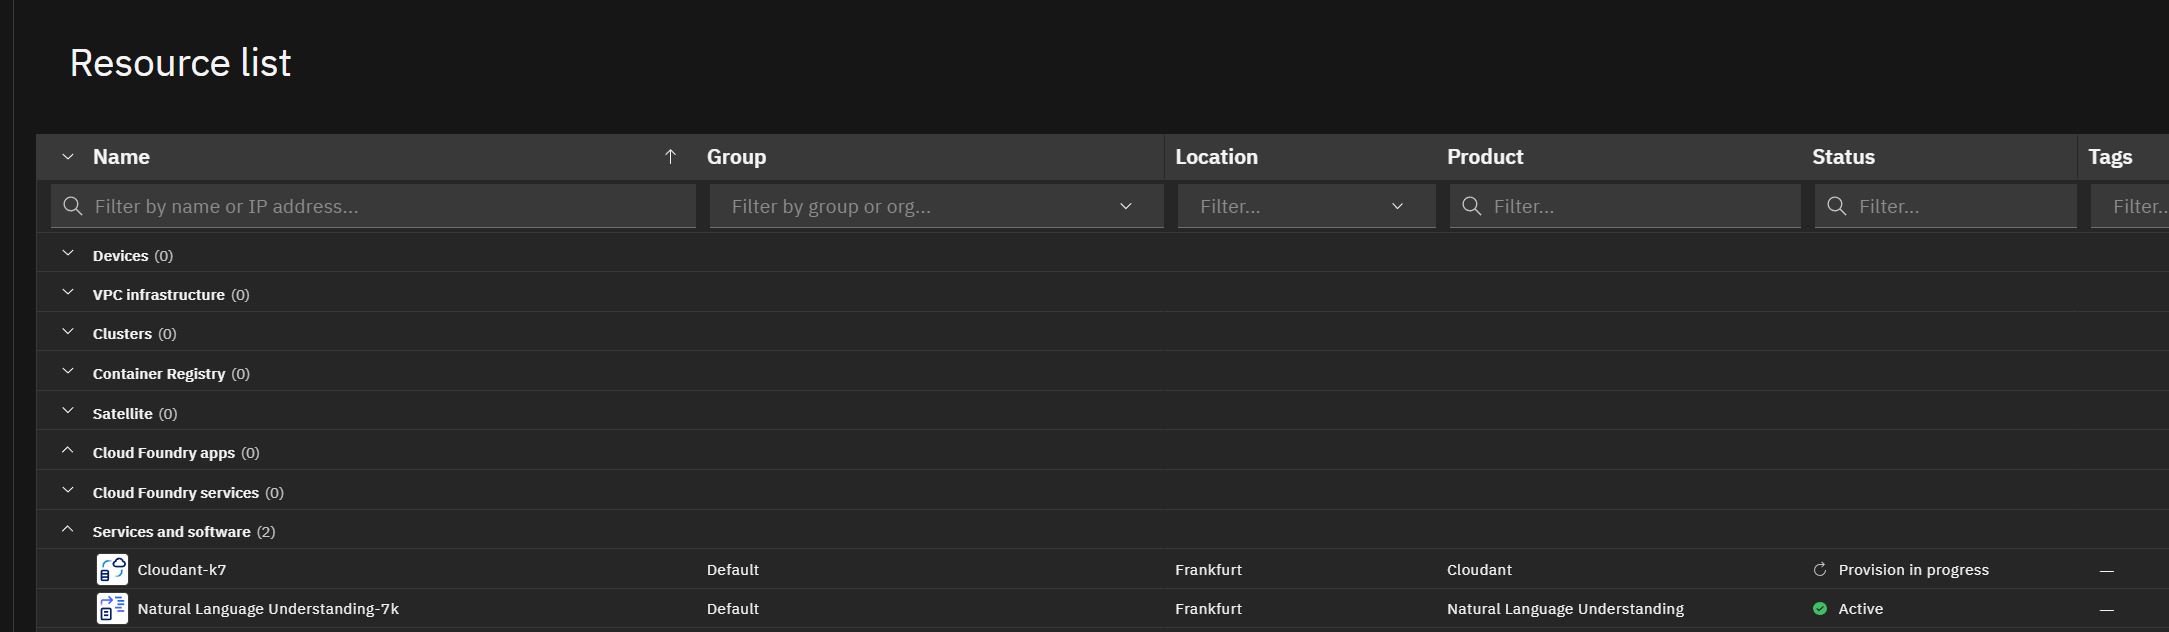 Resource list
Name Group Location Product Status Tags
Filter by name or IP address... Filter by group or org... Filter... Filter... Filter... Filter..
Devices (0)
VPC infrastructure (0)
Clusters (0)
Container Registry (0)
Satellite (0)
Cloud Foundry apps (0)
Cloud Foundry services (0)
Services and software (2)
Cloudant-k7 Default Frankfurt Cloudant Provision in progress —
Natural Language Understanding-7k Default Frankfurt Natural Language Understanding Active —